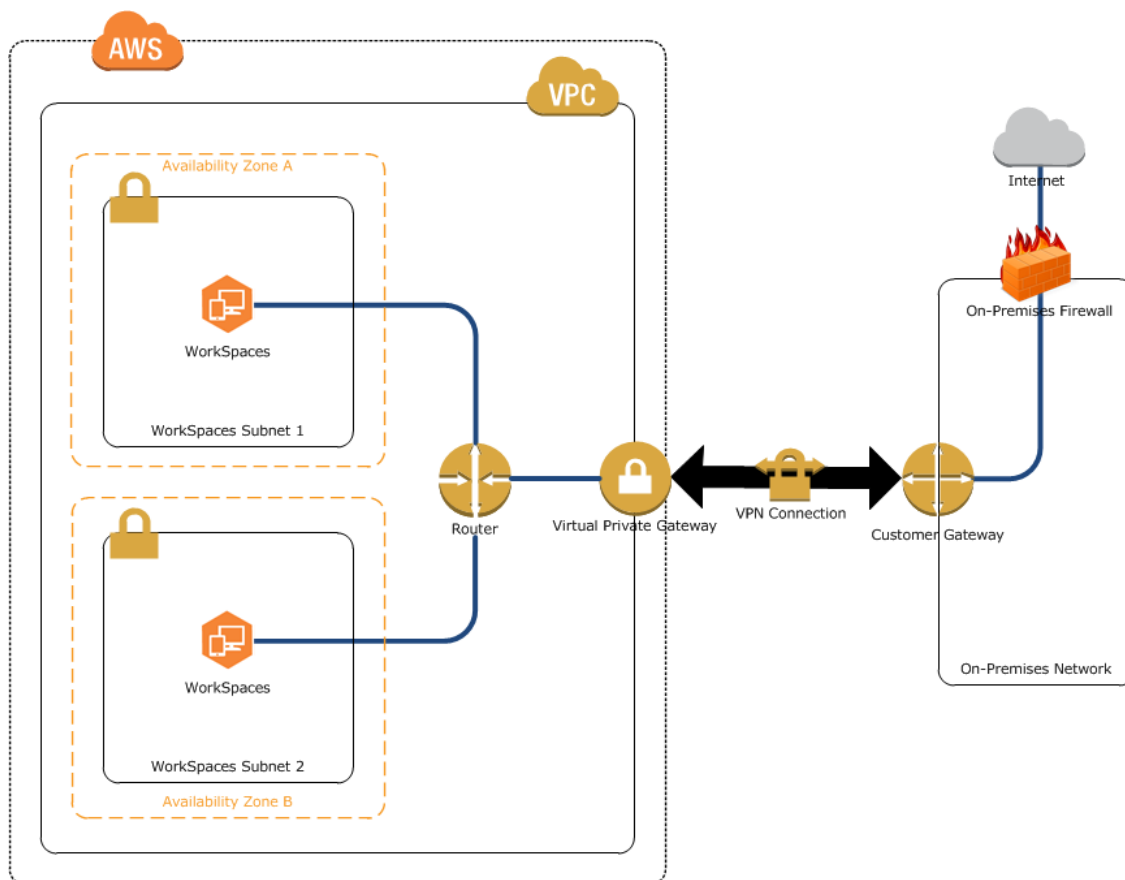 AWS
VPC
Availability Zone A
WorkSpaces
WorkSpaces Subnet 1
Internet
On-Premises Firewall
Router
Virtual Private Gateway
VPN Connection
Customer Gateway
WorkSpaces
WorkSpaces Subnet 2
Availability Zone B
On-Premises Network